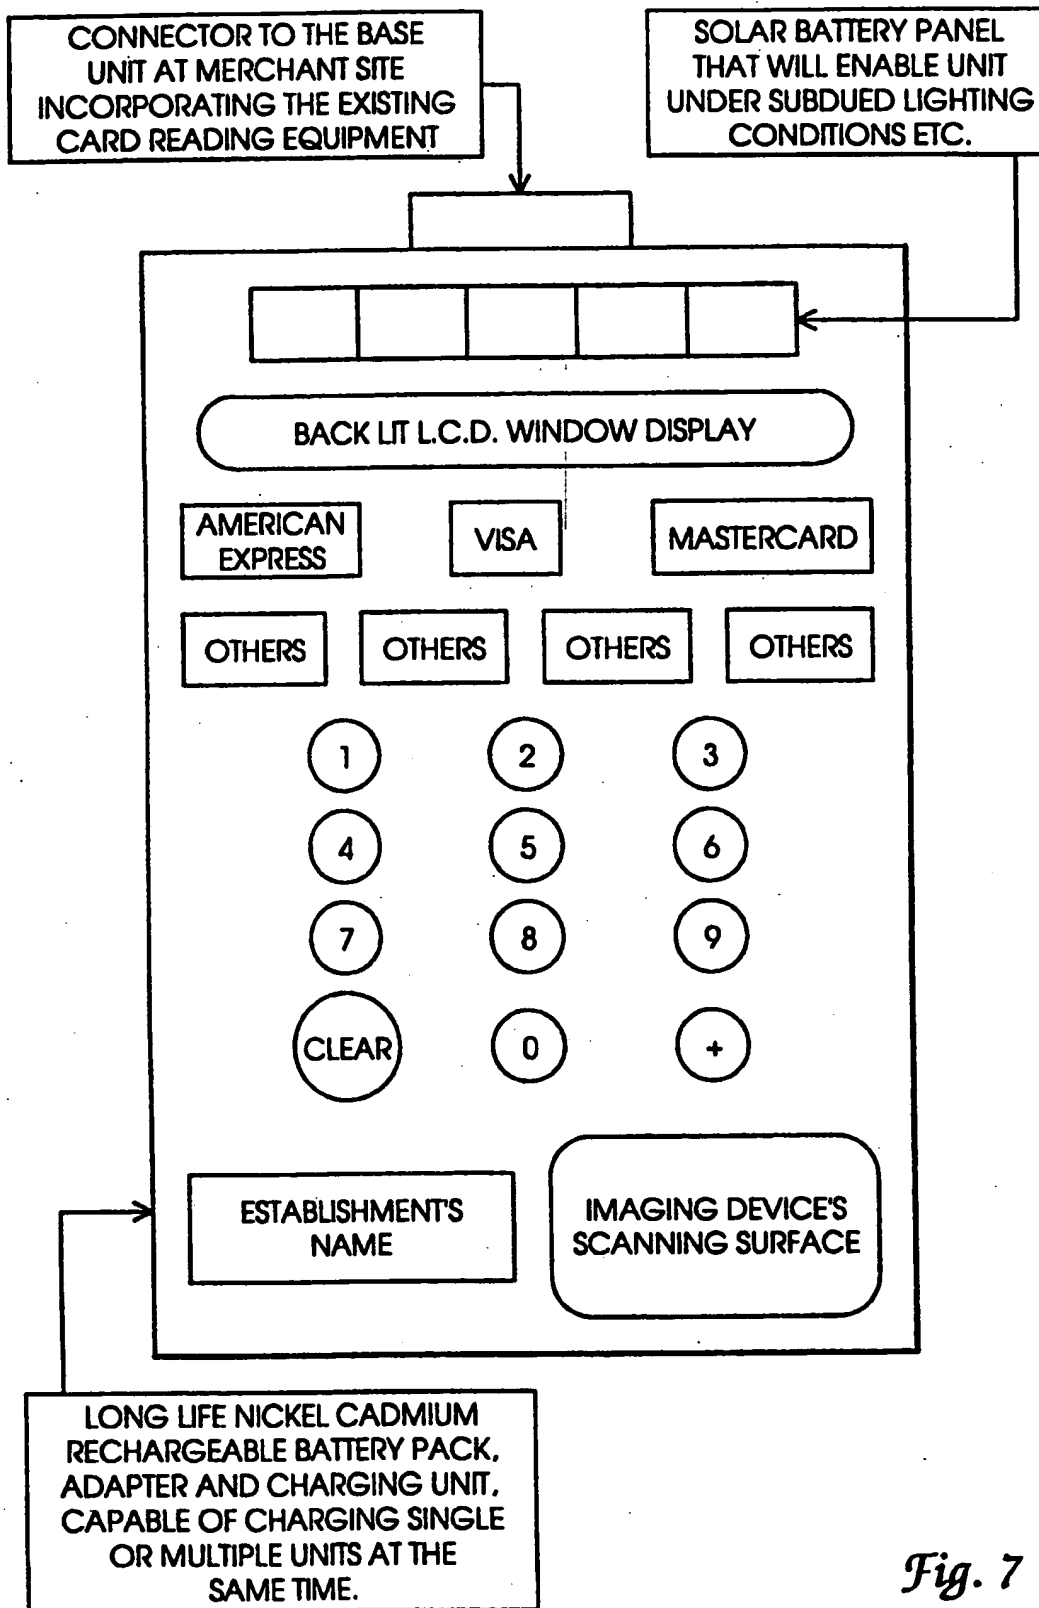 CONNECTOR TO THE BASE
UNIT AT MERCHANT SITE
INCORPORATING THE EXISTING
CARD READING EQUIPMENT
SOLAR BATTERY PANEL
THAT WILL ENABLE UNIT
UNDER SUBDUED LIGHTING
CONDITIONS ETC.
BACK LIT L.C.D. WINDOW DISPLAY
AMERICAN
EXPRESS
VISA
MASTERCARD
OTHERS OTHERS OTHERS OTHERS
1 2 3
4 5 6
7 8 9
CLEAR 0 +
ESTABLISHMENT'S
NAME
IMAGING DEVICE'S
SCANNING SURFACE
LONG LIFE NICKEL CADMIUM
RECHARGEABLE BATTERY PACK,
ADAPTER AND CHARGING UNIT,
CAPABLE OF CHARGING SINGLE
OR MULTIPLE UNITS AT THE
SAME TIME.
Fig. 7